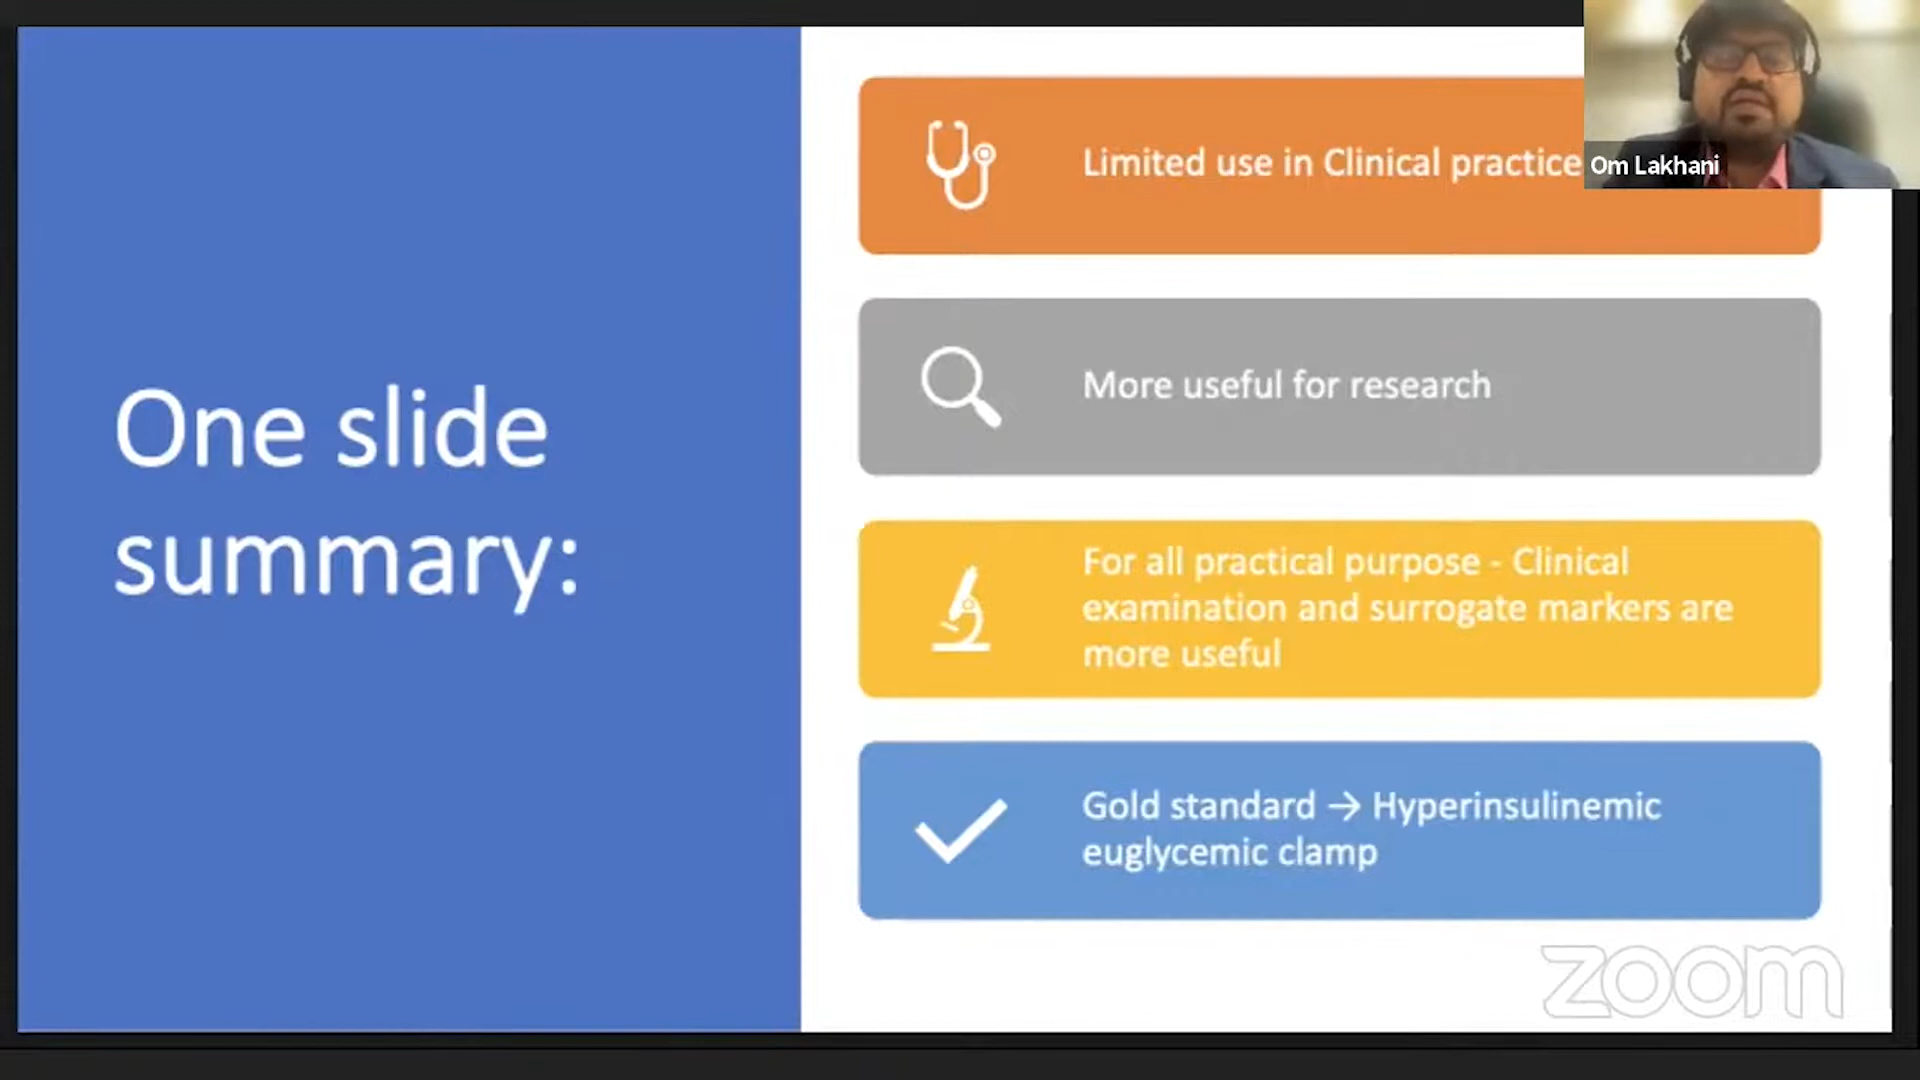 One slide
summary:
Limited use in Clinical practice
Om Lakhani
More useful for research
For all practical purpose - Clinical
examination and surrogate markers are
more useful
Gold standard → Hyperinsulinemic
euglycemic clamp
zoom